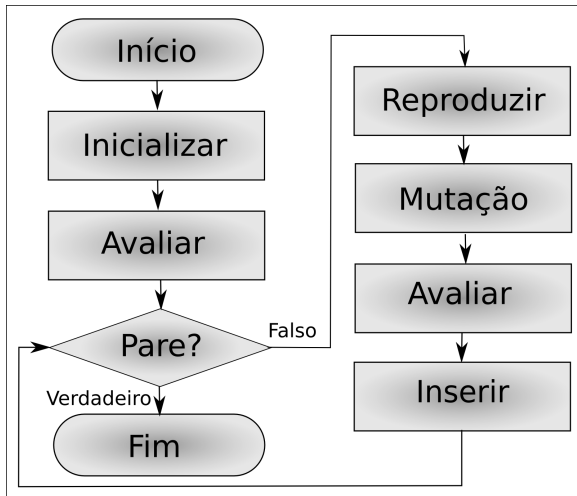 Início
Inicializar
Avaliar
Pare?
Falso
Verdadeiro
Fim
Reproduzir
Mutação
Avaliar
Inserir